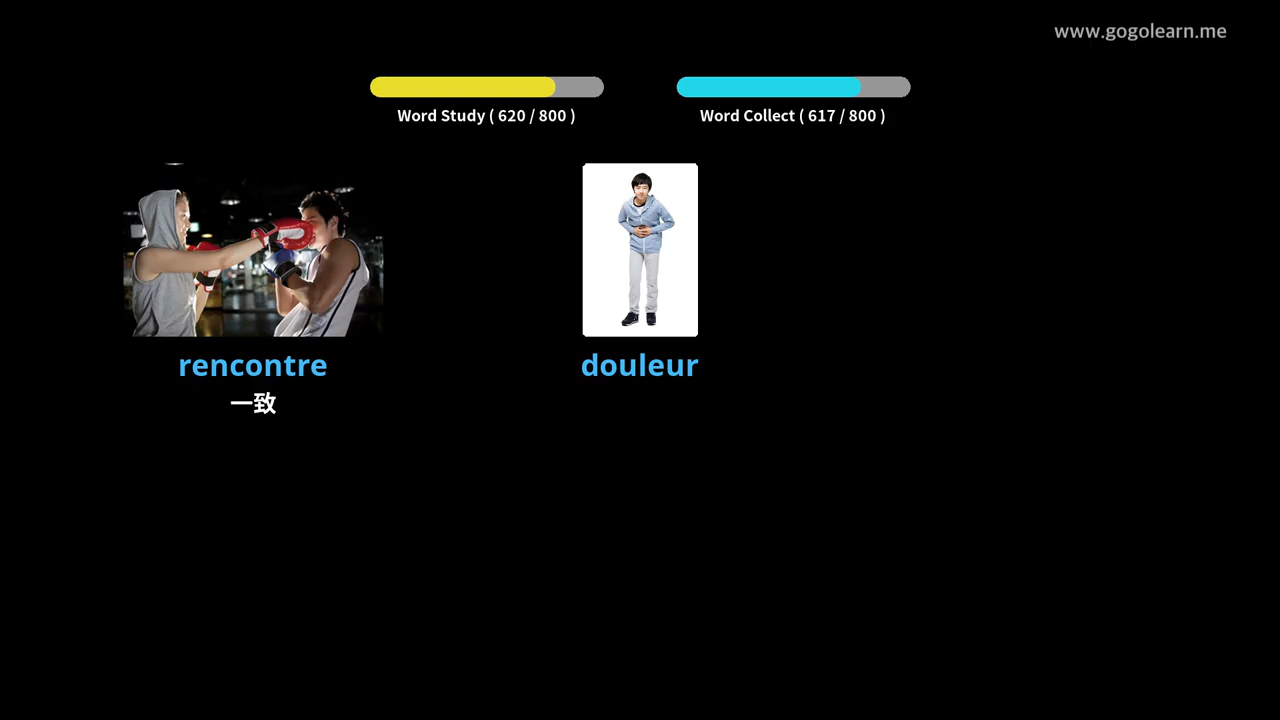 www.gogolearn.me
Word Study ( 620 / 800 )
Word Collect ( 617 / 800 )
rencontre
douleur
一致